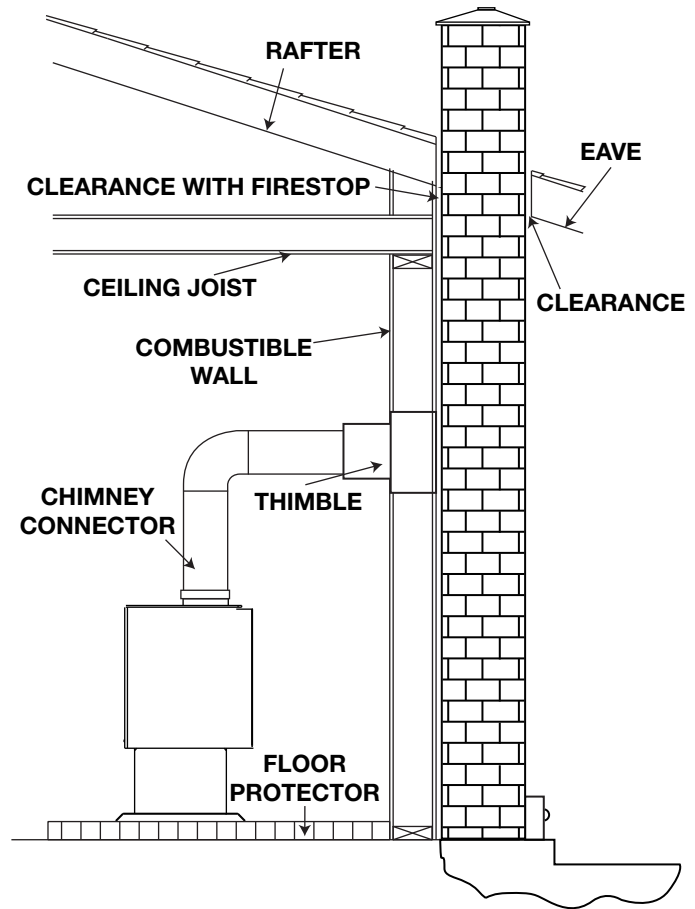 RAFTER
EAVE
CLEARANCE WITH FIRESTOP
CEILING JOIST
CLEARANCE
COMBUSTIBLE
WALL
THIMBLE
CHIMNEY
CONNECTOR
FLOOR
PROTECTOR